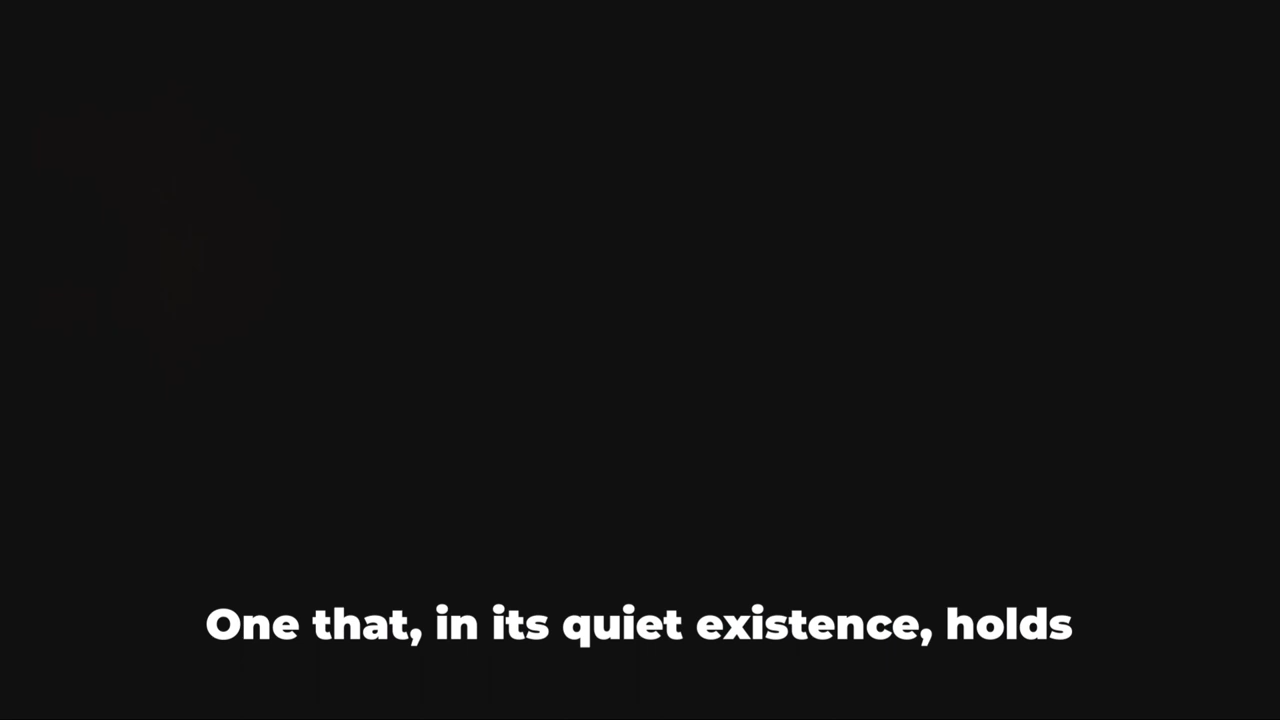 One that, in its quiet existence, holds